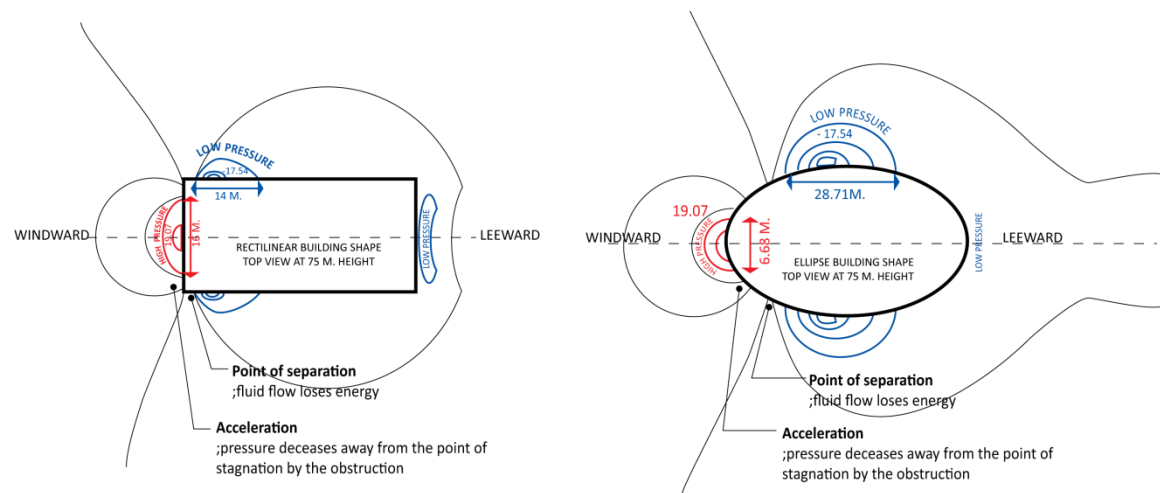 LOW PRESSURE
-17.54
14 M.
HIGH PRESSURE
19.07
16 M.
WINDWARD
RECTILINEAR BUILDING SHAPE
TOP VIEW AT 75 M. HEIGHT
LOW PRESSURE
LEEWARD
Point of separation
;fluid flow loses energy
Acceleration
;pressure deceases away from the point of
stagnation by the obstruction
LOW PRESSURE
- 17.54
28.71M.
19.07
HIGH PRESSURE
6.68 M.
WINDWARD
ELLIPSE BUILDING SHAPE
TOP VIEW AT 75 M. HEIGHT
LOW PRESSURE
LEEWARD
Point of separation
;fluid flow loses energy
Acceleration
;pressure deceases away from the point of
stagnation by the obstruction